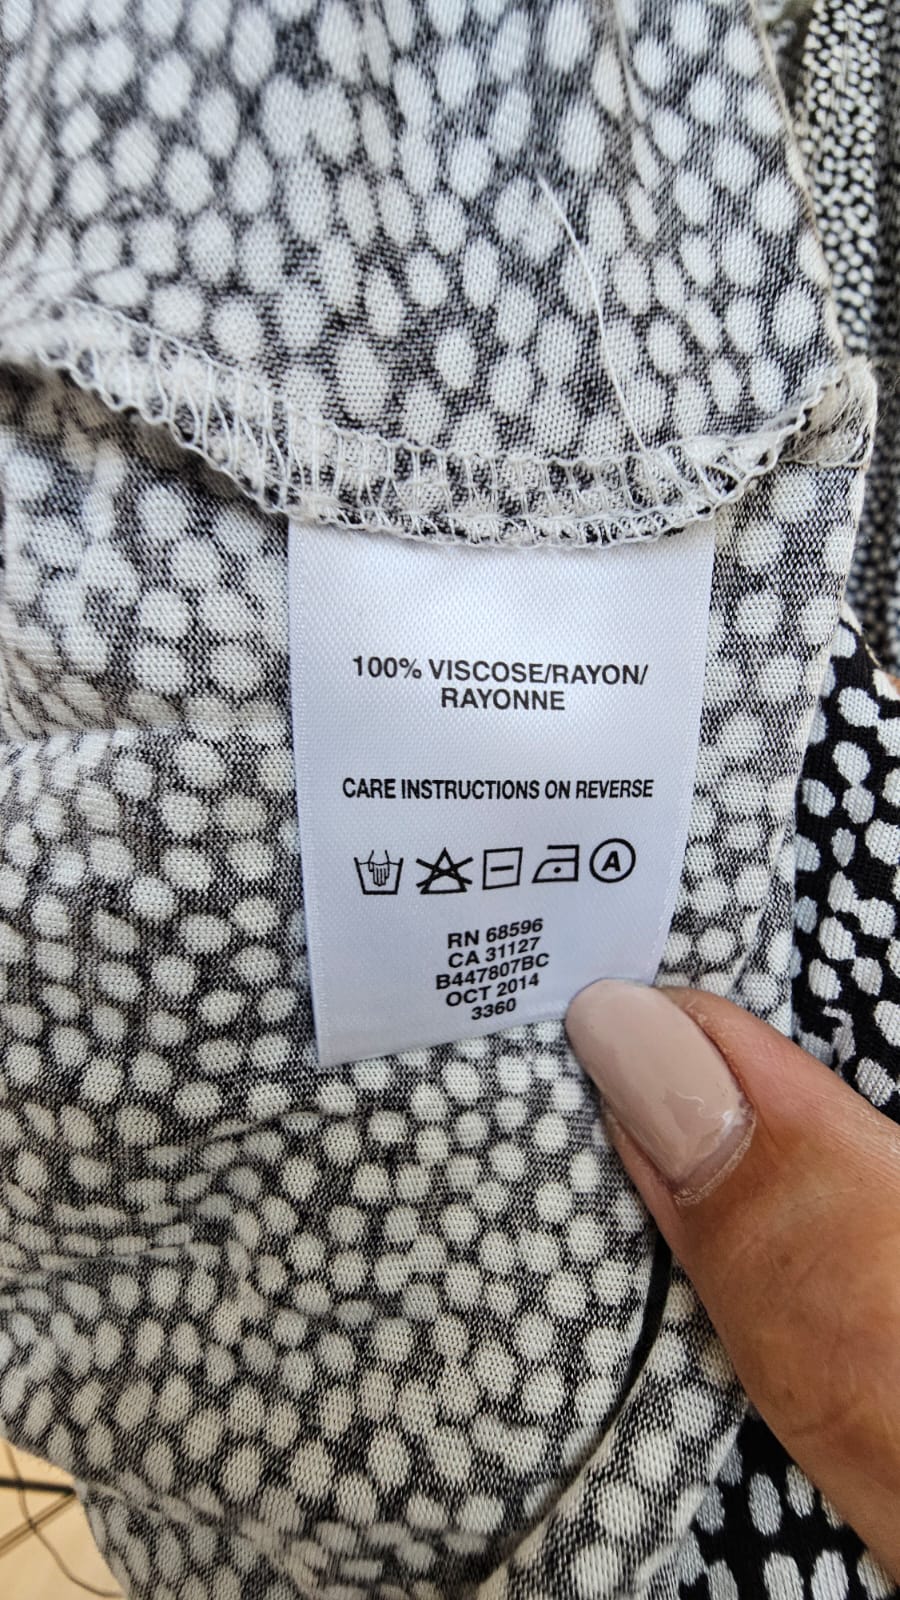 100% VISCOSE/RAYON/
RAYONNE
CARE INSTRUCTIONS ON REVERSE
A
RN 68596
CA 31127
B447807BC
OCT 2014
3360